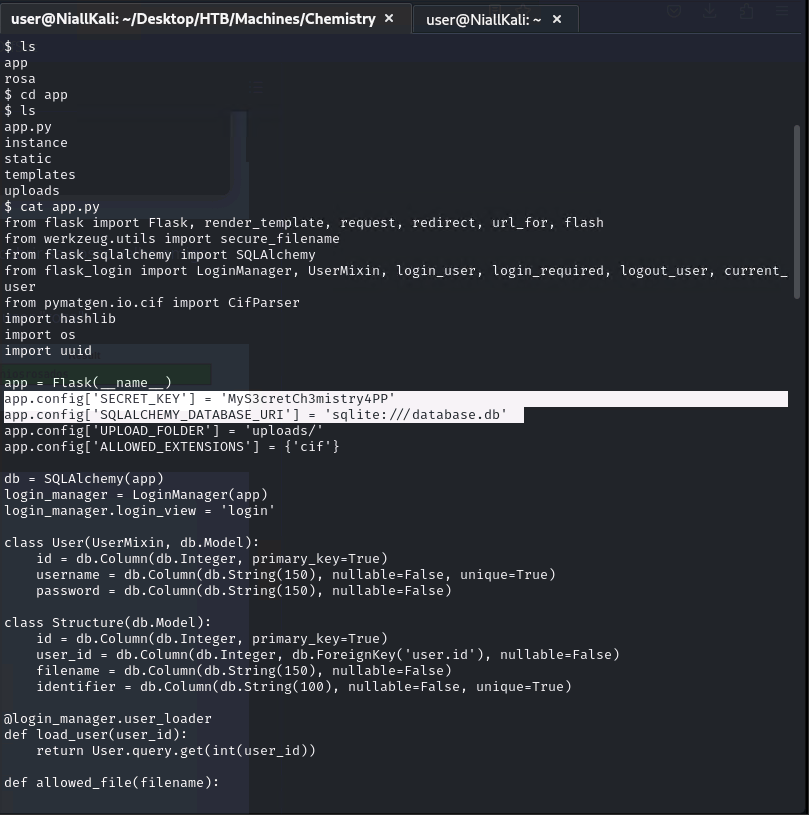 user@NiallKali: ~/Desktop/HTB/Machines/Chemistry ×
user@NiallKali: ~ ×
$ ls
app
rosa
$ cd app
$ ls
app.py
instance
static
templates
uploads
$ cat app.py
from flask import Flask, render_template, request, redirect, url_for, flash
from werkzeug.utils import secure_filename
from flask_sqlalchemy import SQLAlchemy
from flask_login import LoginManager, UserMixin, login_user, login_required, logout_user, current_
user
from pymatgen.io.cif import CifParser
import hashlib
import os
import uuid
app = Flask(__name__)
app.config['SECRET_KEY'] = 'MyS3cretCh3mistry4PP'
app.config['SQLALCHEMY_DATABASE_URI'] = 'sqlite:///database.db'
app.config['UPLOAD_FOLDER'] = 'uploads/'
app.config['ALLOWED_EXTENSIONS'] = {'cif'}
db = SQLAlchemy(app)
login_manager = LoginManager(app)
login_manager.login_view = 'login'
class User(UserMixin, db.Model):
    id = db.Column(db.Integer, primary_key=True)
    username = db.Column(db.String(150), nullable=False, unique=True)
    password = db.Column(db.String(150), nullable=False)
class Structure(db.Model):
    id = db.Column(db.Integer, primary_key=True)
    user_id = db.Column(db.Integer, db.ForeignKey('user.id'), nullable=False)
    filename = db.Column(db.String(150), nullable=False)
    identifier = db.Column(db.String(100), nullable=False, unique=True)
@login_manager.user_loader
def load_user(user_id):
    return User.query.get(int(user_id))
def allowed_file(filename):